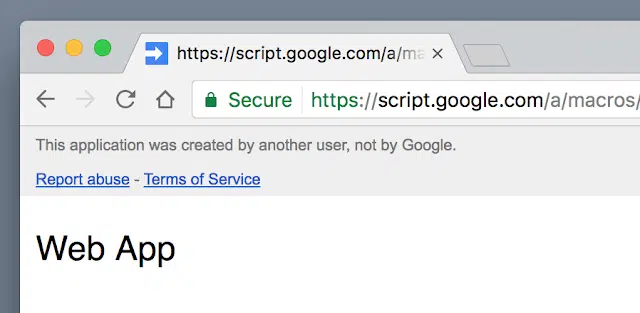 https://script.google.com/a/ma
Secure https://script.google.com/a/macros/
This application was created by another user, not by Google.
Report abuse - Terms of Service
Web App